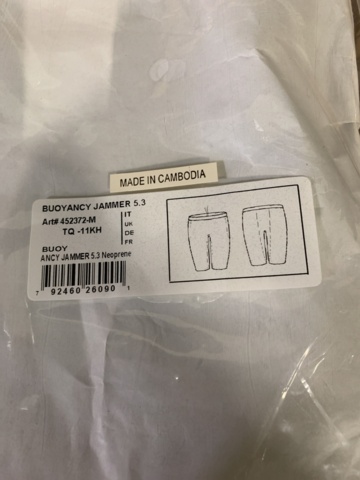 MADE IN CAMBODIA
BUOYANCY JAMMER 5.3
Art# 452372-M
TQ -11KH
IT
UK
DE
FR
BUOY
ANCY JAMMER 5.3 Neoprene
7 92460 26090 1